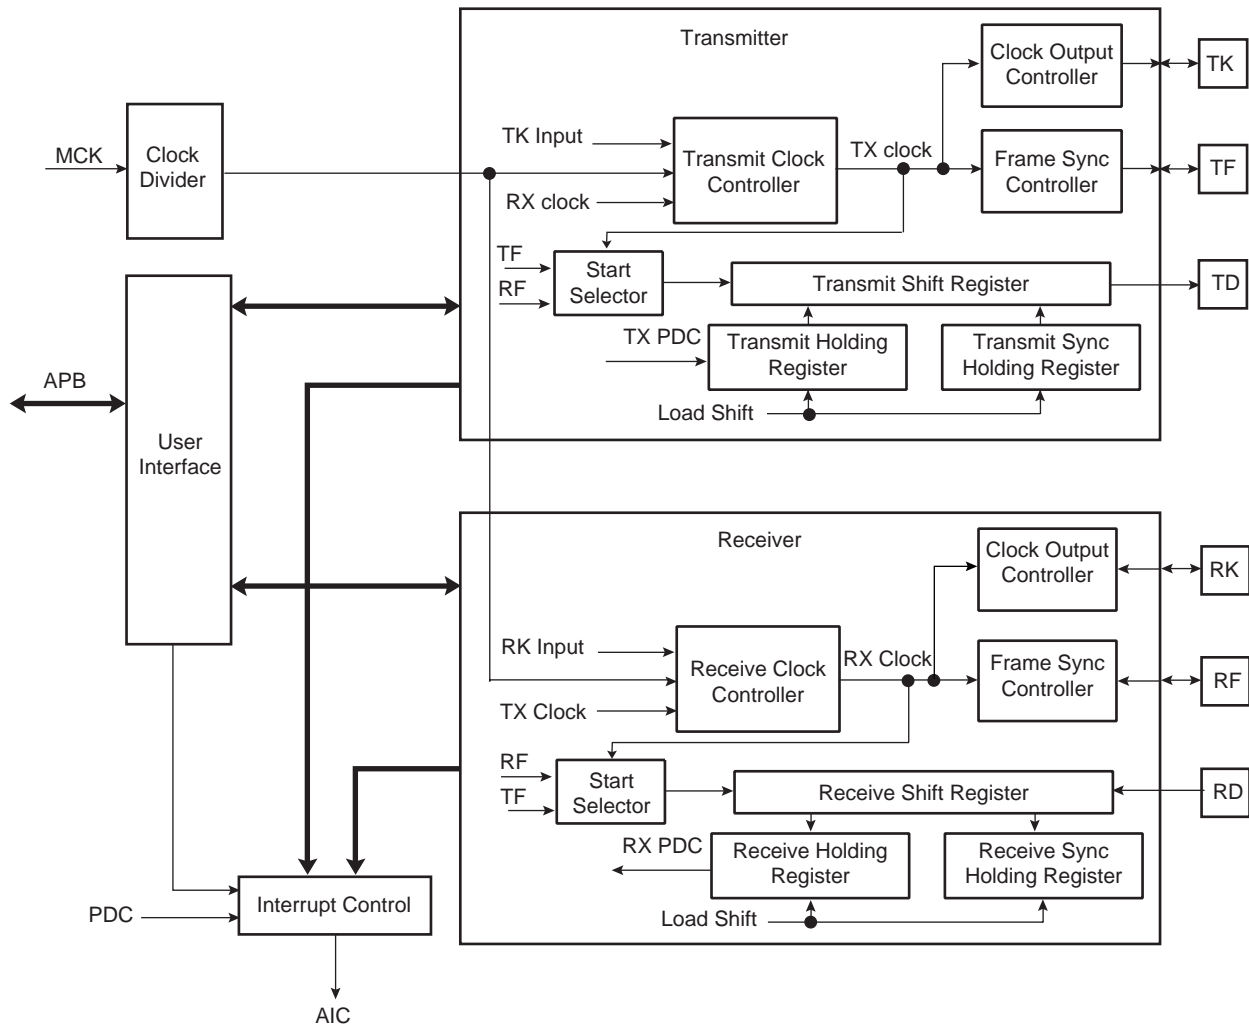 Transmitter
Clock Output
Controller
TK
MCK
Clock
Divider
TK Input
Transmit Clock
Controller
TX clock
Frame Sync
Controller
TF
RX clock
TF
RF
Start
Selector
Transmit Shift Register
TD
TX PDC
Transmit Holding
Register
Transmit Sync
Holding Register
Load Shift
APB
User
Interface
Receiver
Clock Output
Controller
RK
RK Input
Receive Clock
Controller
RX Clock
Frame Sync
Controller
RF
TX Clock
RF
TF
Start
Selector
Receive Shift Register
RD
RX PDC
Receive Holding
Register
Receive Sync
Holding Register
Load Shift
PDC
Interrupt Control
AIC